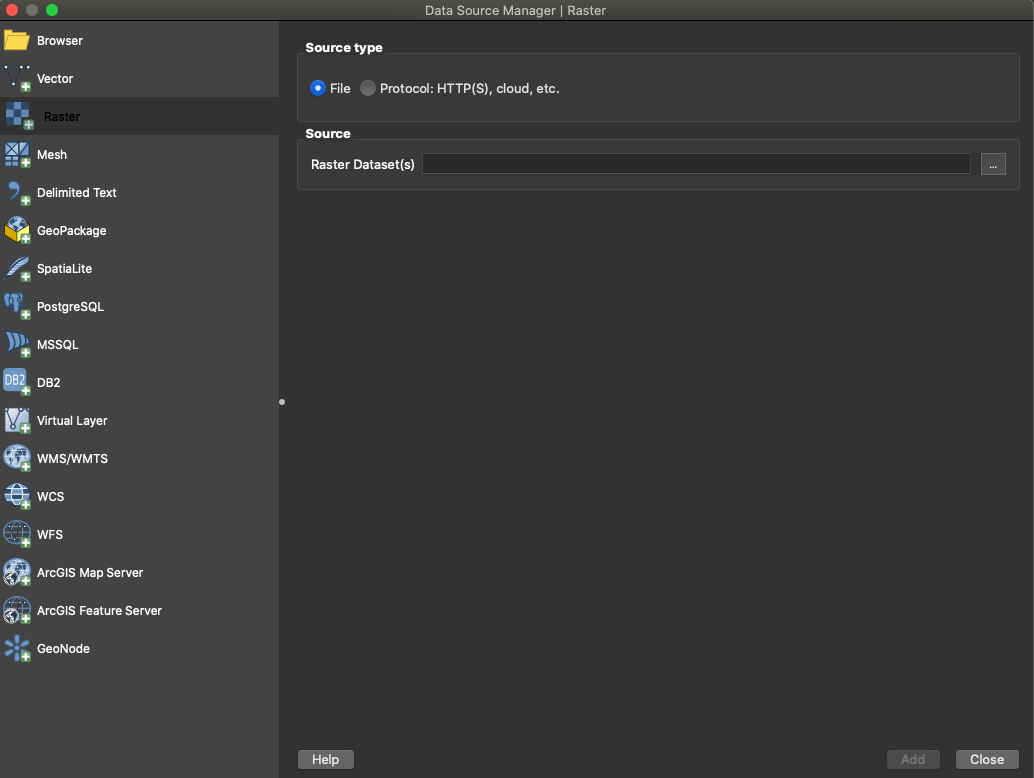 Data Source Manager | Raster
Browser
Vector
Raster
Mesh
Delimited Text
GeoPackage
SpatiaLite
PostgreSQL
MSSQL
DB2
DB2
Virtual Layer
WMS/WMTS
WCS
WFS
ArcGIS Map Server
ArcGIS Feature Server
GeoNode
Source type
File
Protocol: HTTP(S), cloud, etc.
Source
Raster Dataset(s)
...
Help
Add
Close